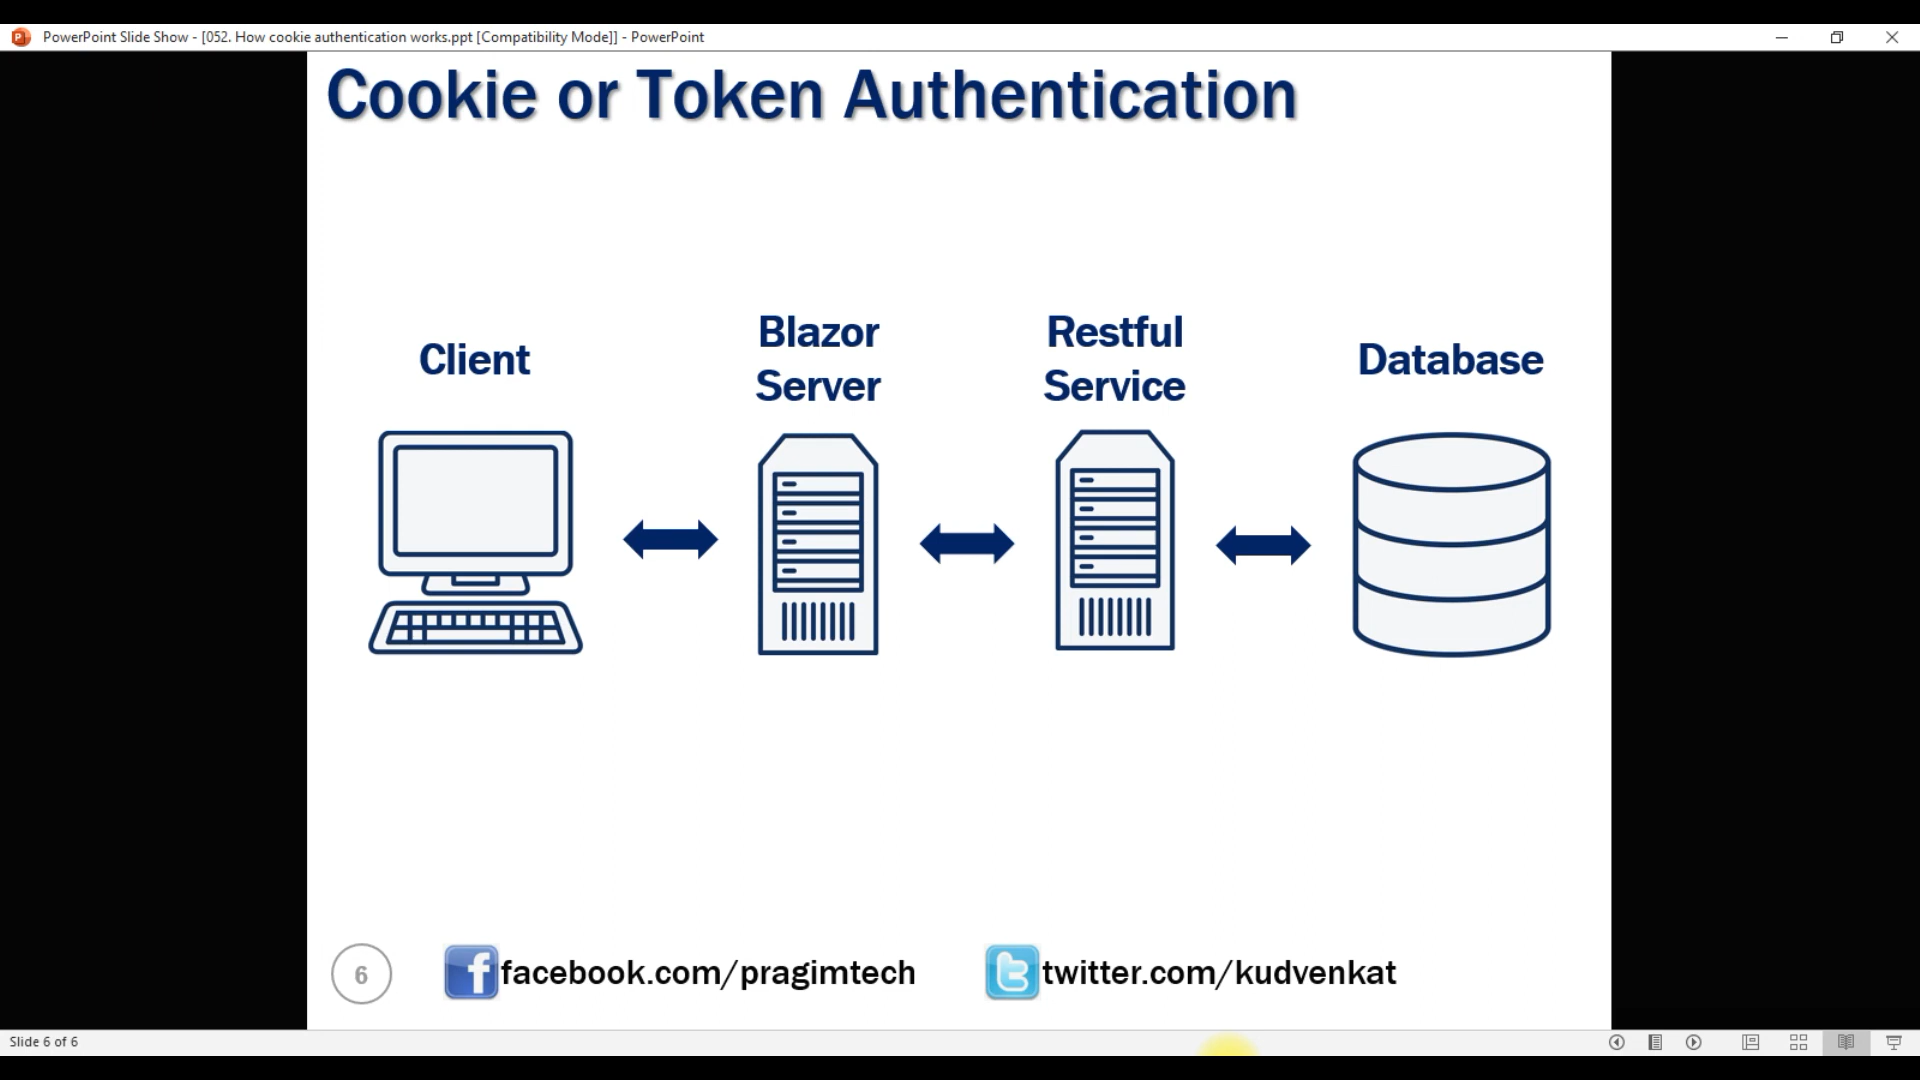 PowerPoint Slide Show - [052. How cookie authentication works.ppt [Compatibility Mode]] - PowerPoint
Cookie or Token Authentication
Client
Blazor
Server
Restful
Service
Database
6
facebook.com/pragimtech
twitter.com/kudvenkat
Slide 6 of 6